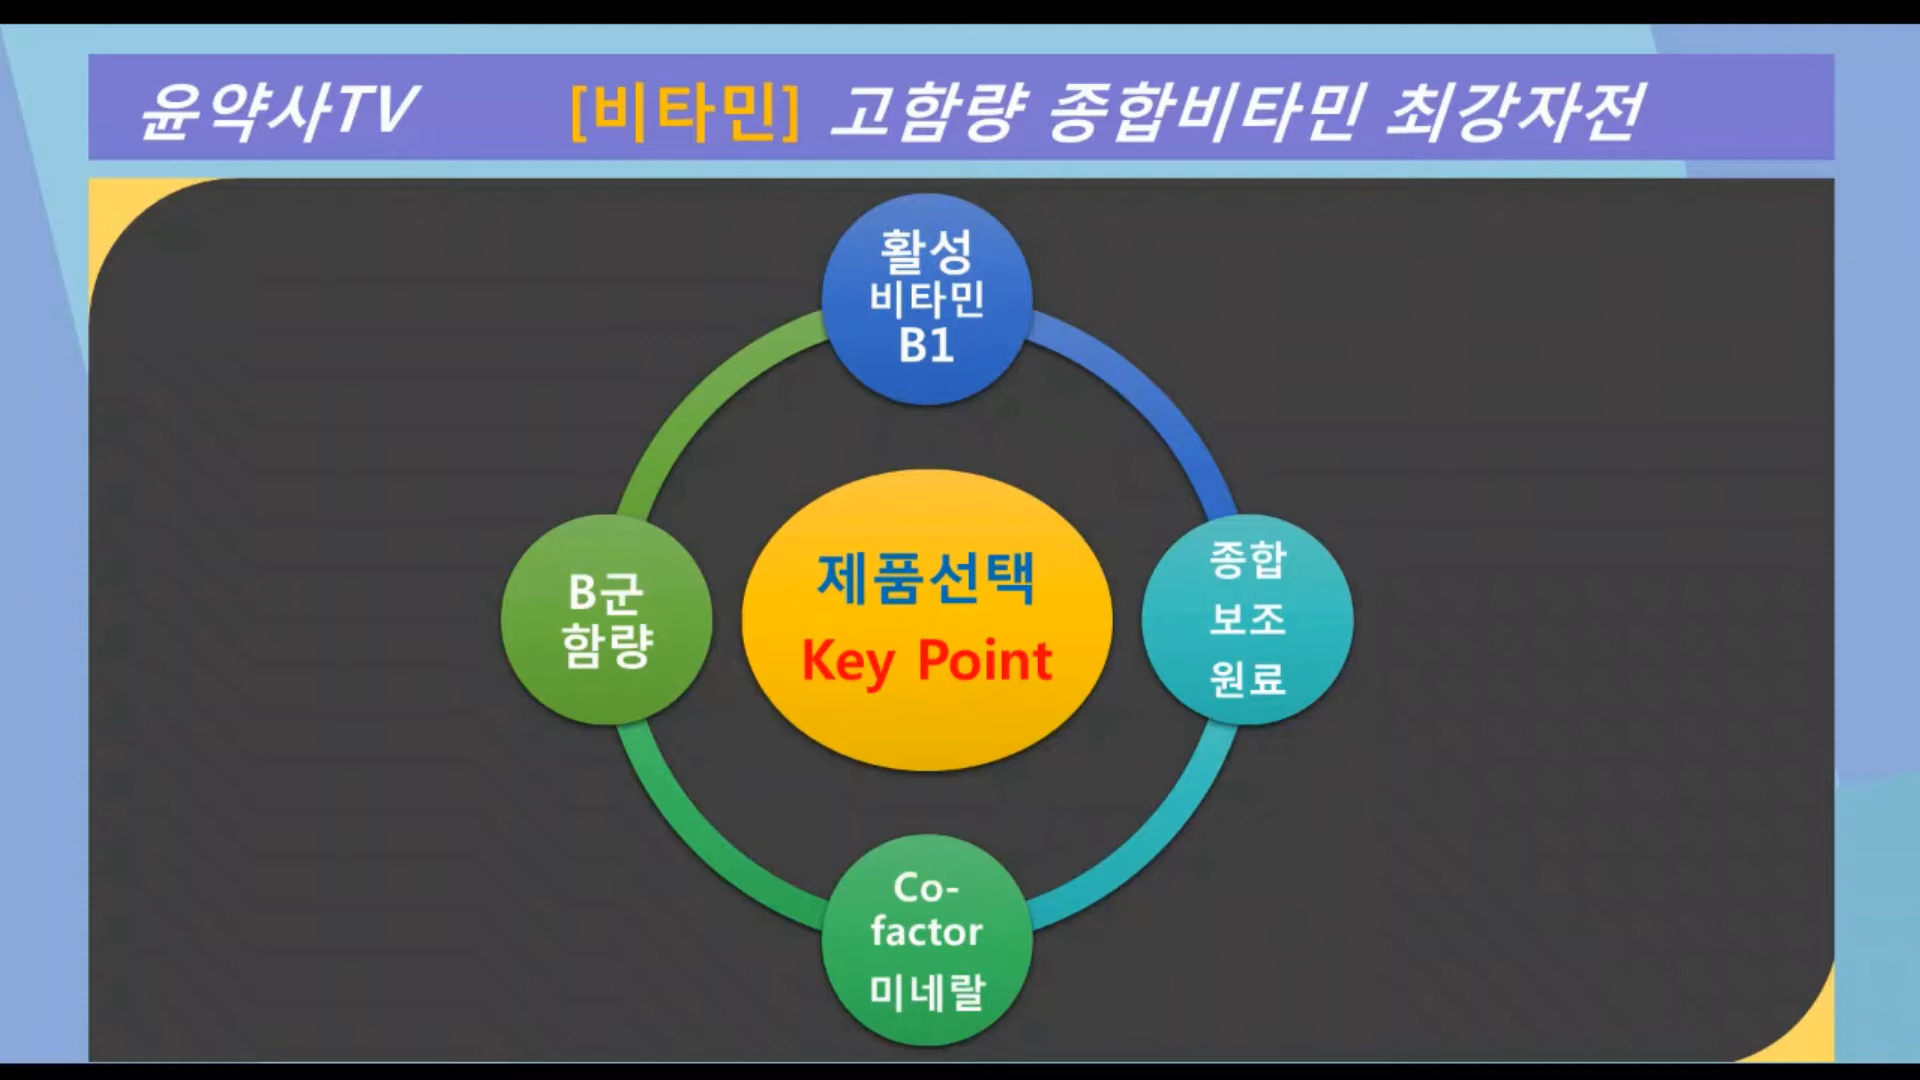 윤약사TV [비타민] 고함량 종합비타민 최강자전
활성
비타민
B1
B군
함량
제품선택
Key Point
종합
보조
원료
Co-
factor
미네랄